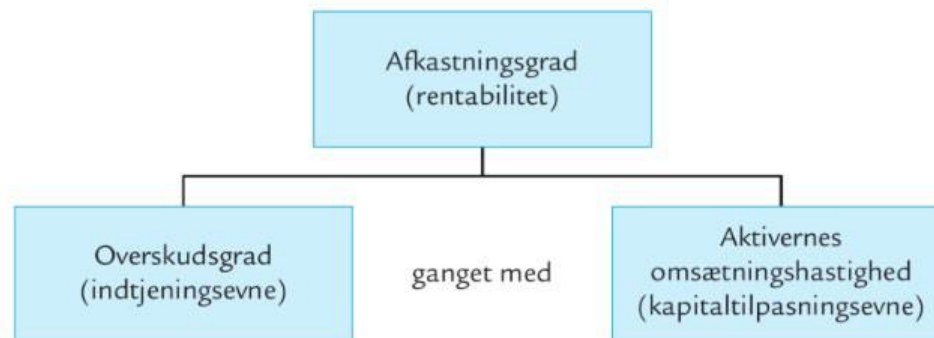 Afkastningsgrad
(rentabilitet)
Overskudsgrad
(indtjeningsevne)
ganget med
Aktivernes
omsætningshastighed
(kapitaltilpasningsevne)